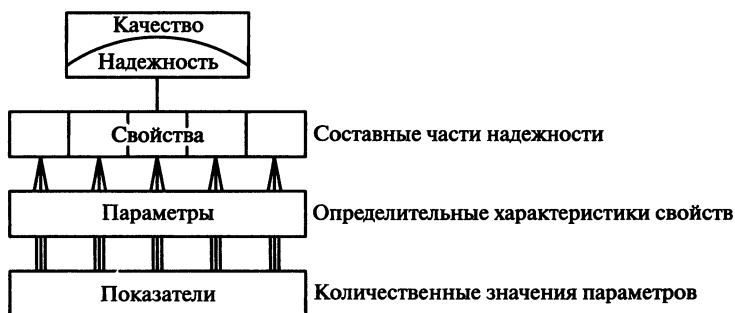 Качество
Надежность
Свойства
Составные части надежности
Параметры
Определительные характеристики свойств
Показатели
Количественные значения параметров